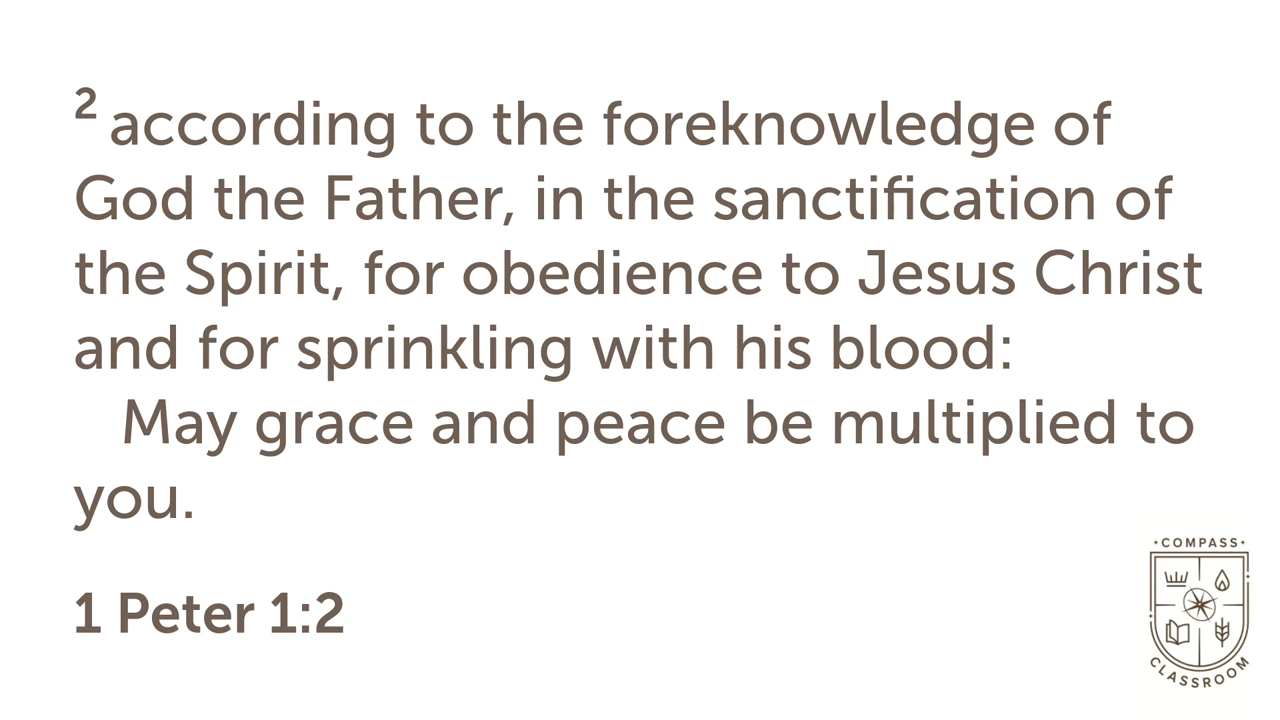 2 according to the foreknowledge of
God the Father, in the sanctification of
the Spirit, for obedience to Jesus Christ
and for sprinkling with his blood:
May grace and peace be multiplied to
you.
1 Peter 1:2
· COMPASS ·
CLASSROOM